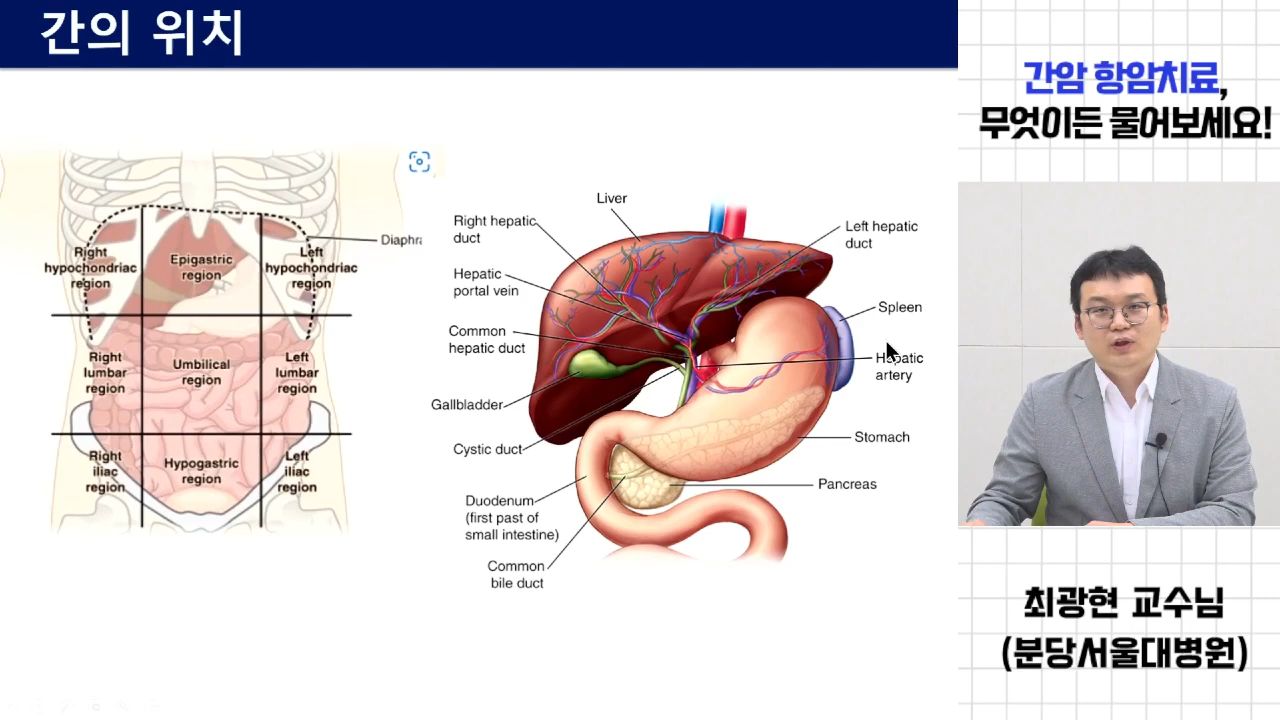 간의 위치
Diaphra
Right
hypochondriac
region
Epigastric
region
Left
hypochondriac
region
Right
lumbar
region
Umbilical
region
Left
lumbar
region
Right
iliac
region
Hypogastric
region
Left
iliac
region
Liver
Right hepatic
duct
Left hepatic
duct
Hepatic
portal vein
Spleen
Common
hepatic duct
Hepatic
artery
Gallbladder
Cystic duct
Stomach
Pancreas
Duodenum
(first past of
small intestine)
Common
bile duct
간암 항암치료,
무엇이든 물어보세요!
최광현 교수님
(분당서울대병원)